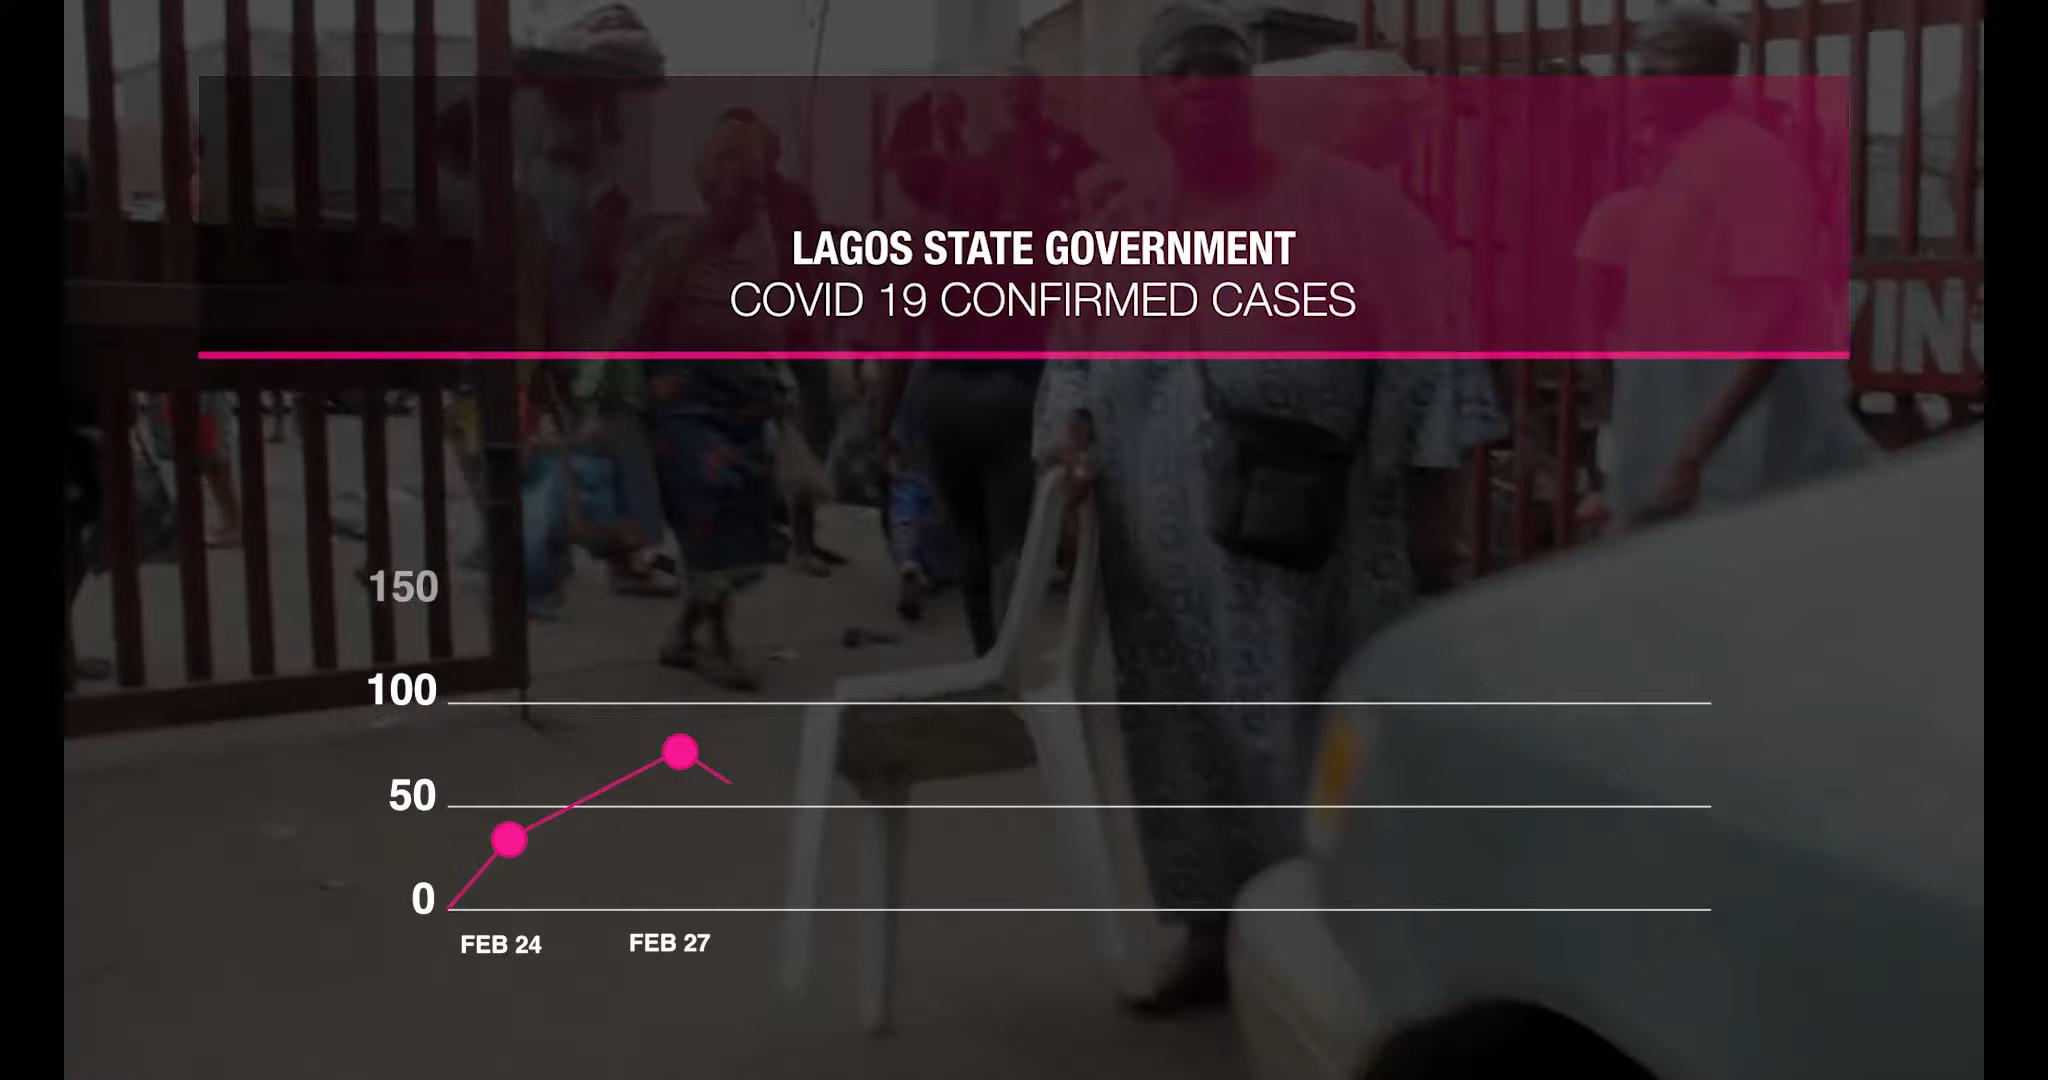 LAGOS STATE GOVERNMENT
COVID 19 CONFIRMED CASES
150
100
50
0
FEB 24
FEB 27